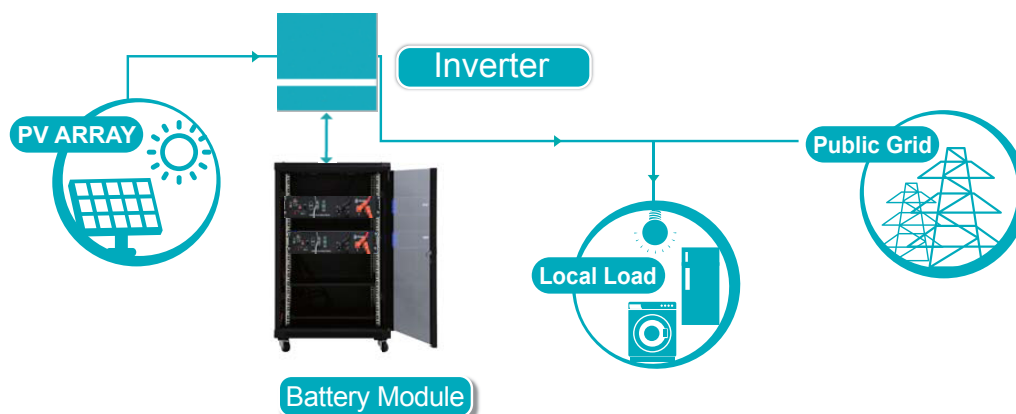 Inverter
PV ARRAY
Public Grid
Local Load
Battery Module